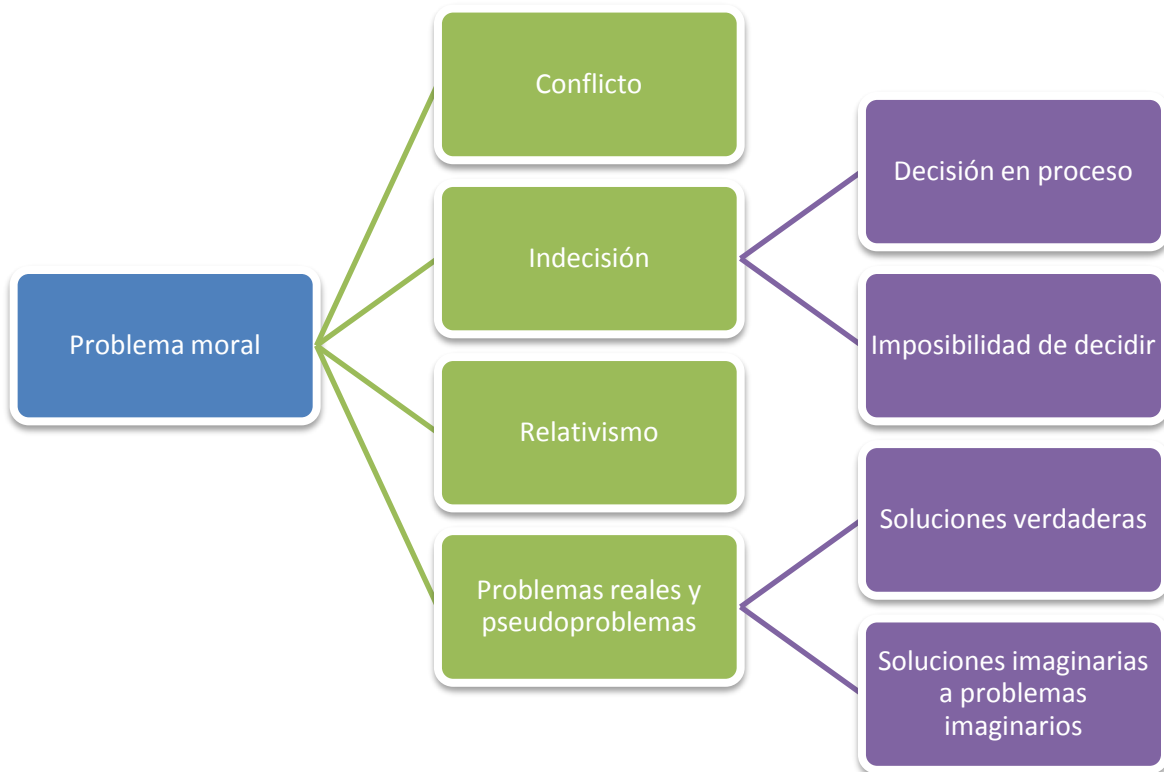 Problema moral
Conflicto
Indecisión
Relativismo
Problemas reales y
pseudoproblemas
Decisión en proceso
Imposibilidad de decidir
Soluciones verdaderas
Soluciones imaginarias
a problemas
imaginarios